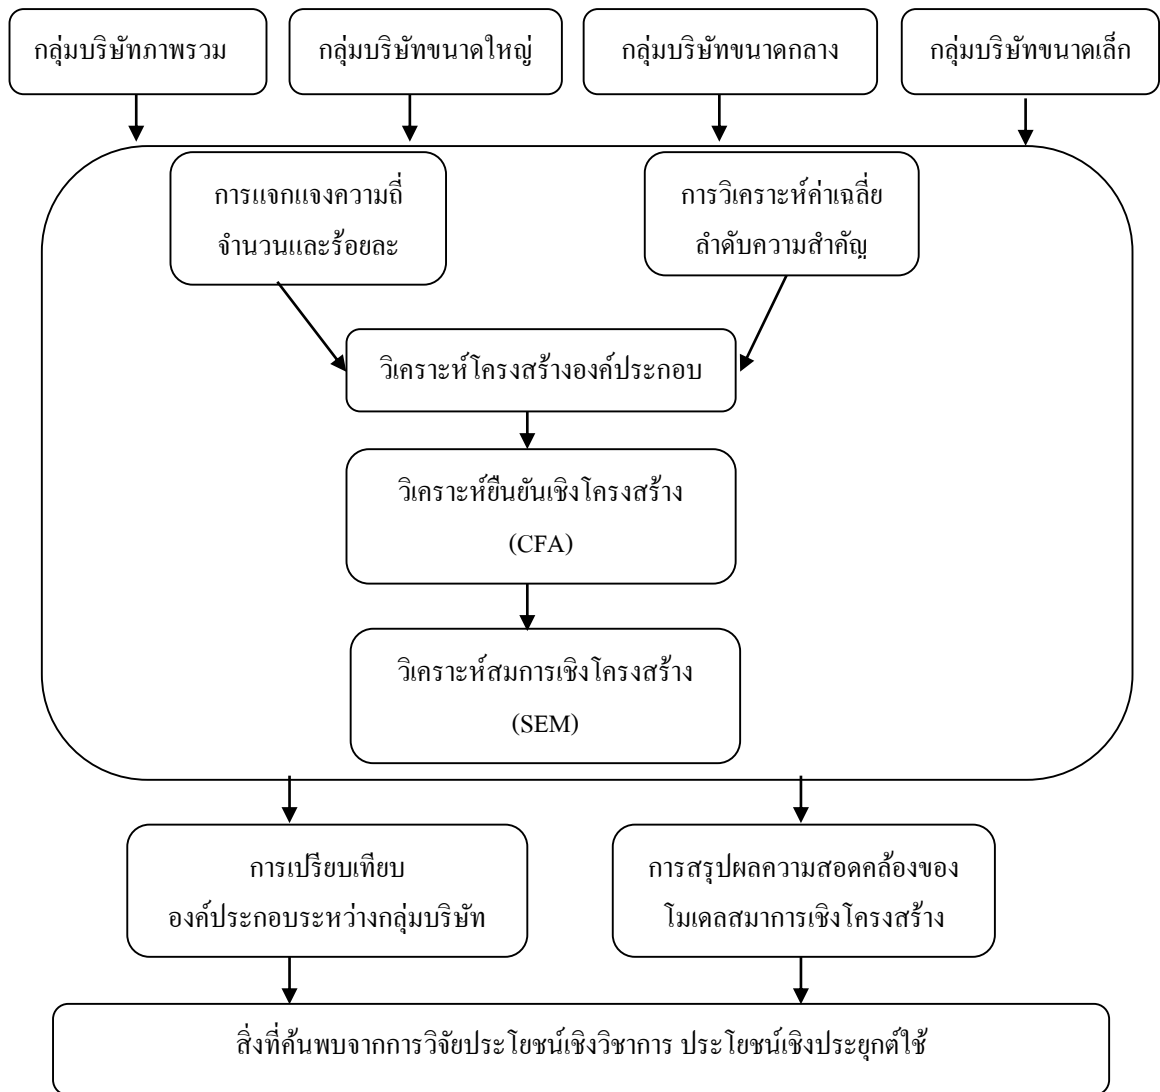 กลุ่มบริษัทภาพรวม
กลุ่มบริษัทขนาดใหญ่
กลุ่มบริษัทขนาดกลาง
กลุ่มบริษัทขนาดเล็ก
การแจกแจงความถี่
จำนวนและร้อยละ
การวิเคราะห์ค่าเฉลี่ย
ลำดับความสำคัญ
วิเคราะห์โครงสร้างองค์ประกอบ
วิเคราะห์ยืนยันเชิงโครงสร้าง
(CFA)
วิเคราะห์สมการเชิงโครงสร้าง
(SEM)
การเปรียบเทียบ
องค์ประกอบระหว่างกลุ่มบริษัท
การสรุปผลความสอดคล้องของ
โมเดลสมาการเชิงโครงสร้าง
สิ่งที่ค้นพบจากการวิจัยประโยชน์เชิงวิชาการ ประโยชน์เชิงประยุกต์ใช้